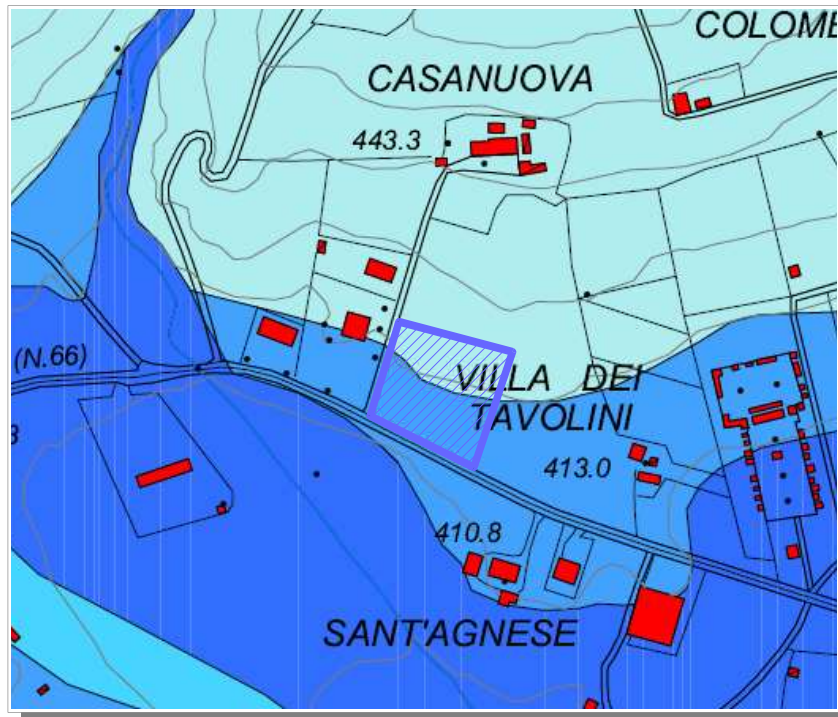 COLOMB
CASANUOVA
443.3
(N.66)
VILLA DEI
TAVOLINI
413.0
410.8
SANT'AGNESE